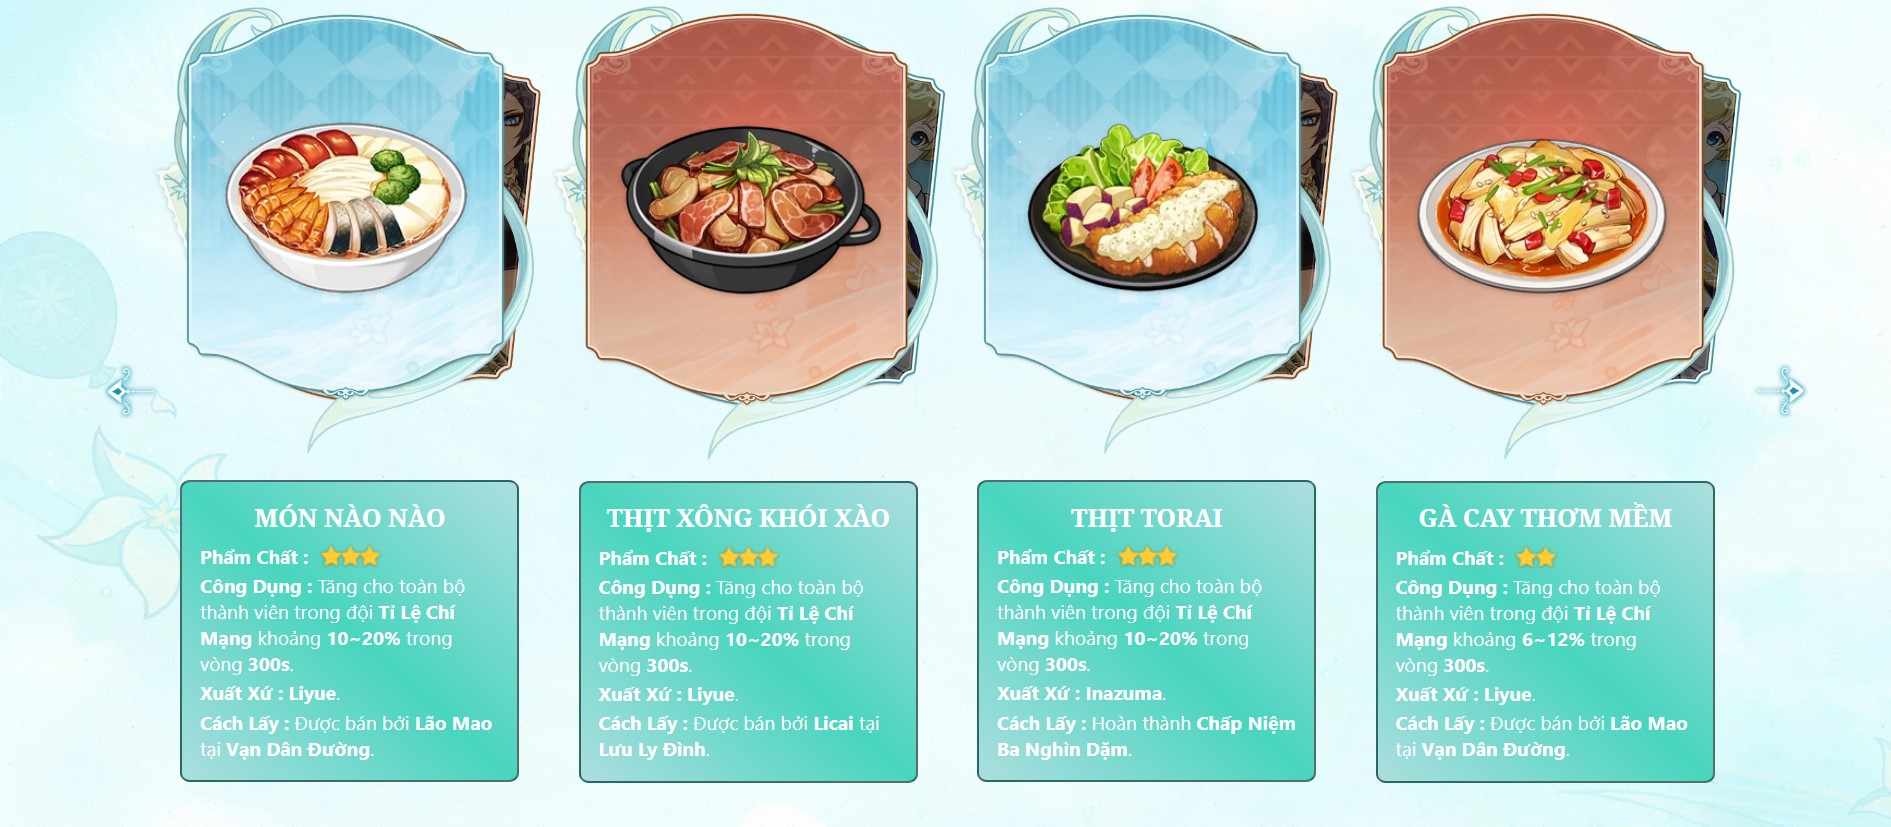 MÓN NÀO NÀO
Phẩm Chất :
Công Dụng : Tăng cho toàn bộ
thành viên trong đội Tỉ Lệ Chí
Mạng khoảng 10~20% trong
vòng 300s.
Xuất Xứ : Liyue.
Cách Lấy : Được bán bởi Lão Mao
tại Vạn Dân Đường.
THỊT XÔNG KHÓI XÀO
Phẩm Chất :
Công Dụng : Tăng cho toàn bộ
thành viên trong đội Tỉ Lệ Chí
Mạng khoảng 10~20% trong
vòng 300s.
Xuất Xứ : Liyue.
Cách Lấy : Được bán bởi Licai tại
Lưu Ly Đình.
THỊT TORAI
Phẩm Chất :
Công Dụng : Tăng cho toàn bộ
thành viên trong đội Tỉ Lệ Chí
Mạng khoảng 10~20% trong
vòng 300s.
Xuất Xứ : Inazuma.
Cách Lấy : Hoàn thành Chấp Niệm
Ba Nghìn Dặm.
GÀ CAY THƠM MỀM
Phẩm Chất :
Công Dụng : Tăng cho toàn bộ
thành viên trong đội Tỉ Lệ Chí
Mạng khoảng 6~12% trong
vòng 300s.
Xuất Xứ : Liyue.
Cách Lấy : Được bán bởi Lão Mao
tại Vạn Dân Đường.